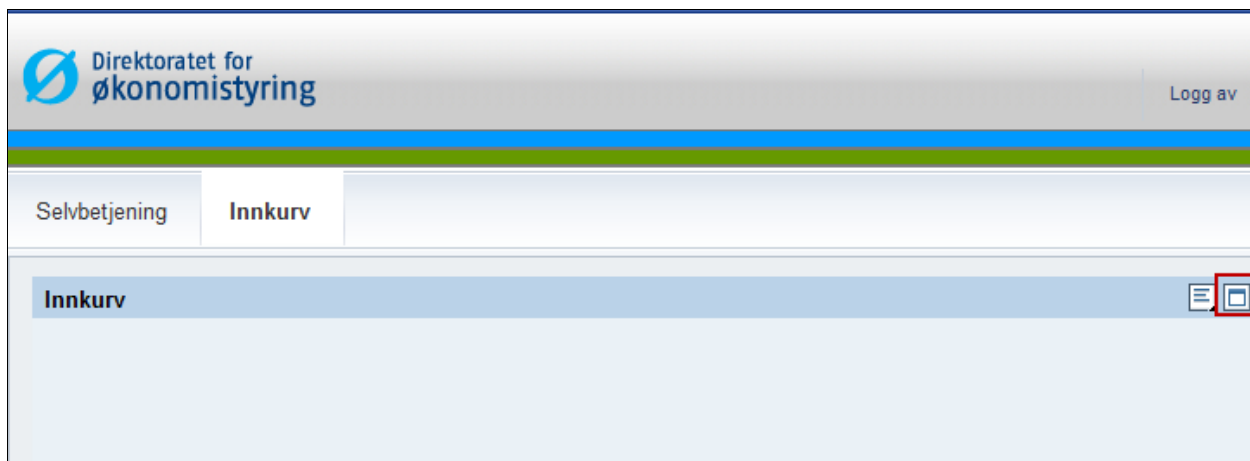 Direktoratet for
økonomistyring
Logg av
Selvbetjening
Innkurv
Innkurv